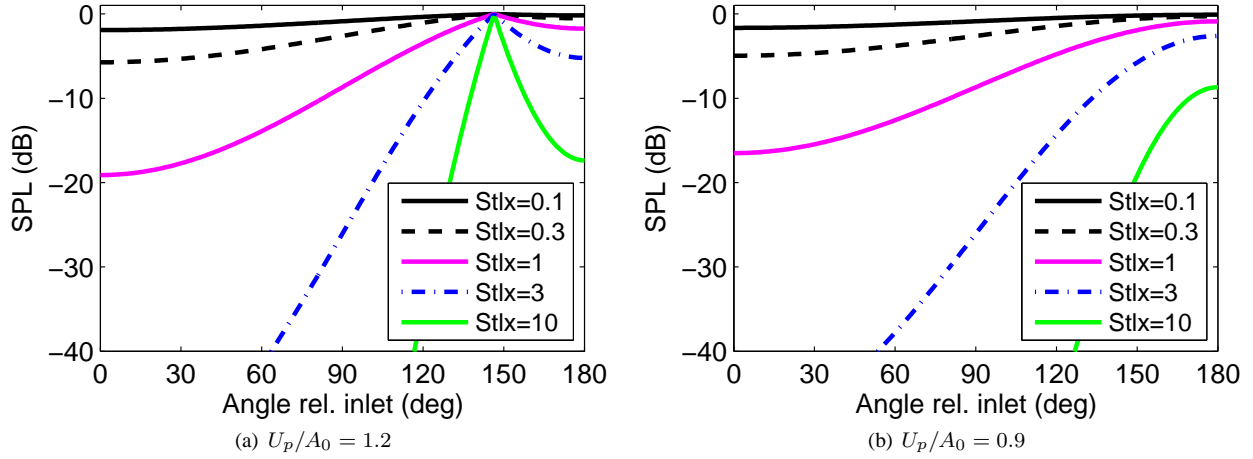 0
−10
−20
−30
−40
SPL (dB)
Stlx=0.1
Stlx=0.3
Stlx=1
Stlx=3
Stlx=10
0 30 60 90 120 150 180
Angle rel. inlet (deg)
(a) U_p/A_0 = 1.2
0
−10
−20
−30
−40
SPL (dB)
Stlx=0.1
Stlx=0.3
Stlx=1
Stlx=3
Stlx=10
0 30 60 90 120 150 180
Angle rel. inlet (deg)
(b) U_p/A_0 = 0.9